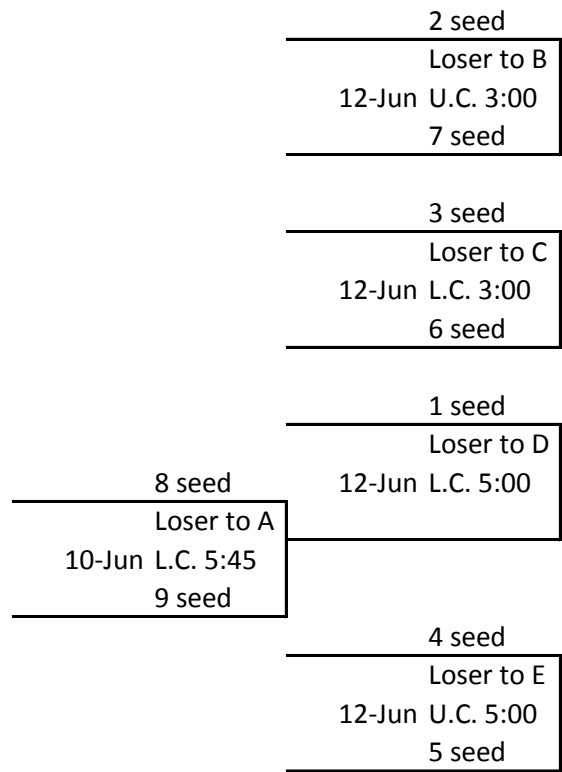 2 seed
Loser to B
12-Jun U.C. 3:00
7 seed
3 seed
Loser to C
12-Jun L.C. 3:00
6 seed
1 seed
Loser to D
12-Jun L.C. 5:00
8 seed
Loser to A
10-Jun L.C. 5:45
9 seed
4 seed
Loser to E
12-Jun U.C. 5:00
5 seed